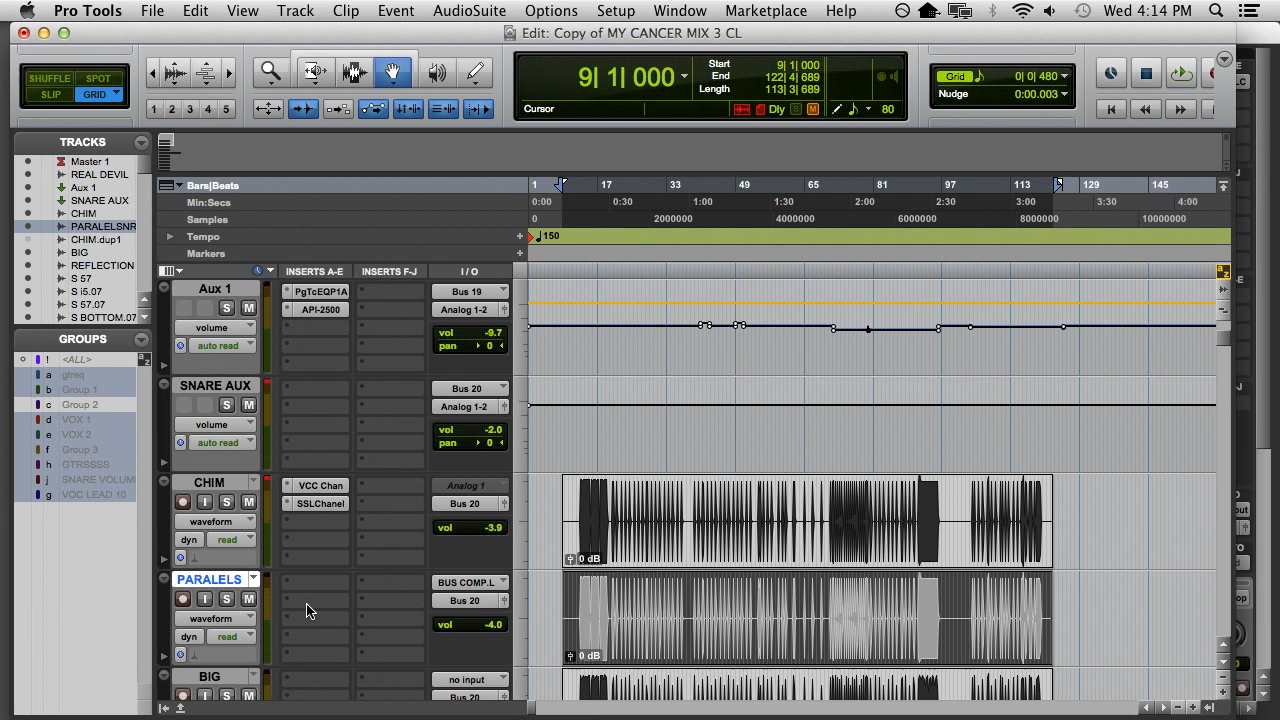 Pro Tools File Edit View Track Clip Event AudioSuite Options Setup Window Marketplace Help Wed 4:14 PM
Edit: Copy of MY CANCER MIX 3 CL
SHUFFLE SPOT
SLIP GRID
1 2 3 4 5
9| 1| 000
Start 9| 1| 000
End 122| 4| 689
Length 113| 3| 689
Cursor
Dly S M 80
Grid 0| 0| 480
Nudge 0:00.003
TRACKS
Master 1
REAL DEVIL
Aux 1
SNARE AUX
CHIM
PARALELSNR
CHIM.dup1
BIG
REFLECTION
S 57
S i5.07
S 57.07
S BOTTOM.07
GROUPS
! <ALL>
a gtreq
b Group 1
c Group 2
d VOX 1
e VOX 2
f Group 3
h GTRSSSS
j SNARE VOLUM
g VOC LEAD 10
Bars|Beats 1 17 33 49 65 81 97 113 129 145
Min:Secs 0:00 0:30 1:00 1:30 2:00 2:30 3:00 3:30 4:00
Samples 0 2000000 4000000 6000000 8000000 10000000
Tempo + 150
Markers +
INSERTS A-E INSERTS F-J I / O
Aux 1 PgTcEQP1A Bus 19
S M API-2500 Analog 1-2
volume vol -9.7
auto read pan 0
SNARE AUX Bus 20
S M Analog 1-2
volume vol -2.0
auto read pan 0
CHIM VCC Chan Analog 1
I S M SSLChanel Bus 20
waveform vol -3.9
dyn read
0 dB
PARALELS BUS COMP.L
I S M Bus 20
waveform vol -4.0
dyn read
0 dB
BIG no input
I S M Bus 20